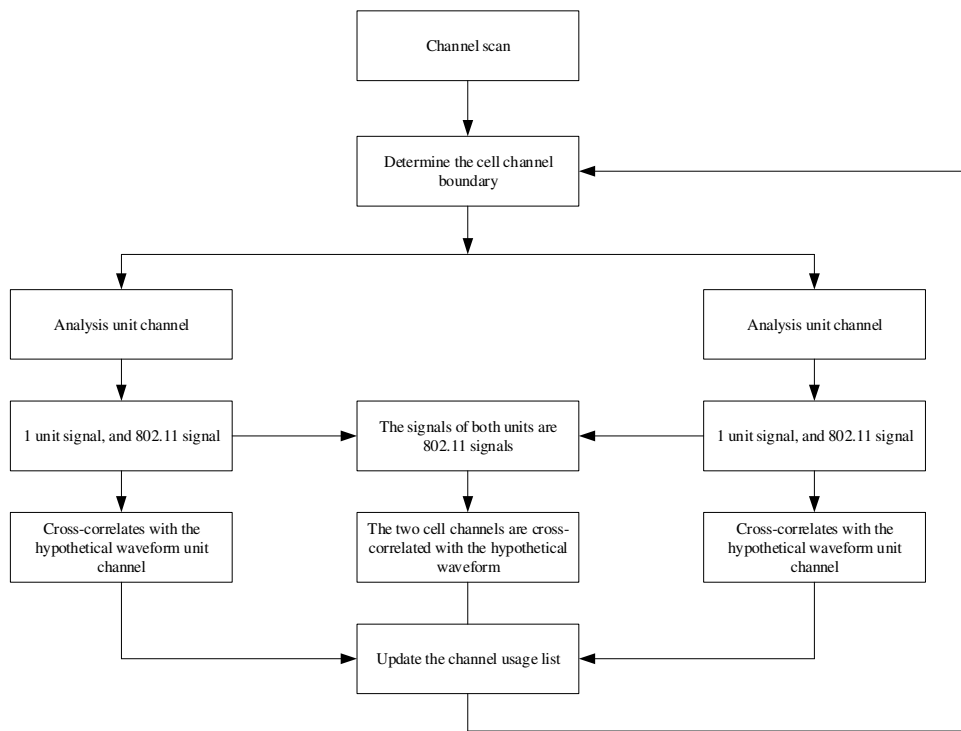 Channel scan
Determine the cell channel
boundary
Analysis unit channel
Analysis unit channel
1 unit signal, and 802.11 signal
The signals of both units are
802.11 signals
1 unit signal, and 802.11 signal
Cross-correlates with the
hypothetical waveform unit
channel
The two cell channels are cross-
correlated with the hypothetical
waveform
Cross-correlates with the
hypothetical waveform unit
channel
Update the channel usage list